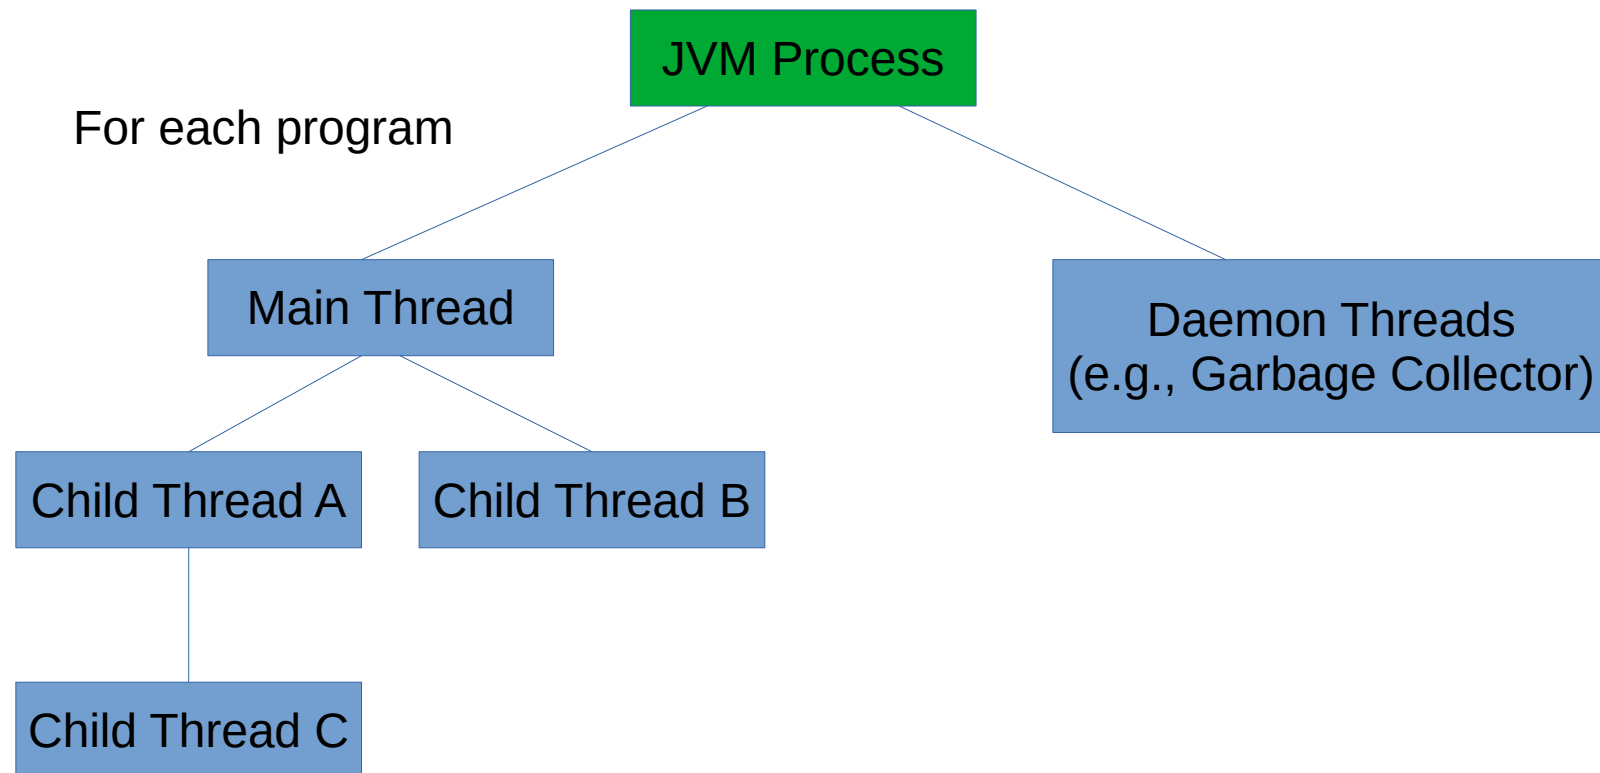 JVM Process
For each program
Main Thread
Daemon Threads
(e.g., Garbage Collector)
Child Thread A
Child Thread B
Child Thread C